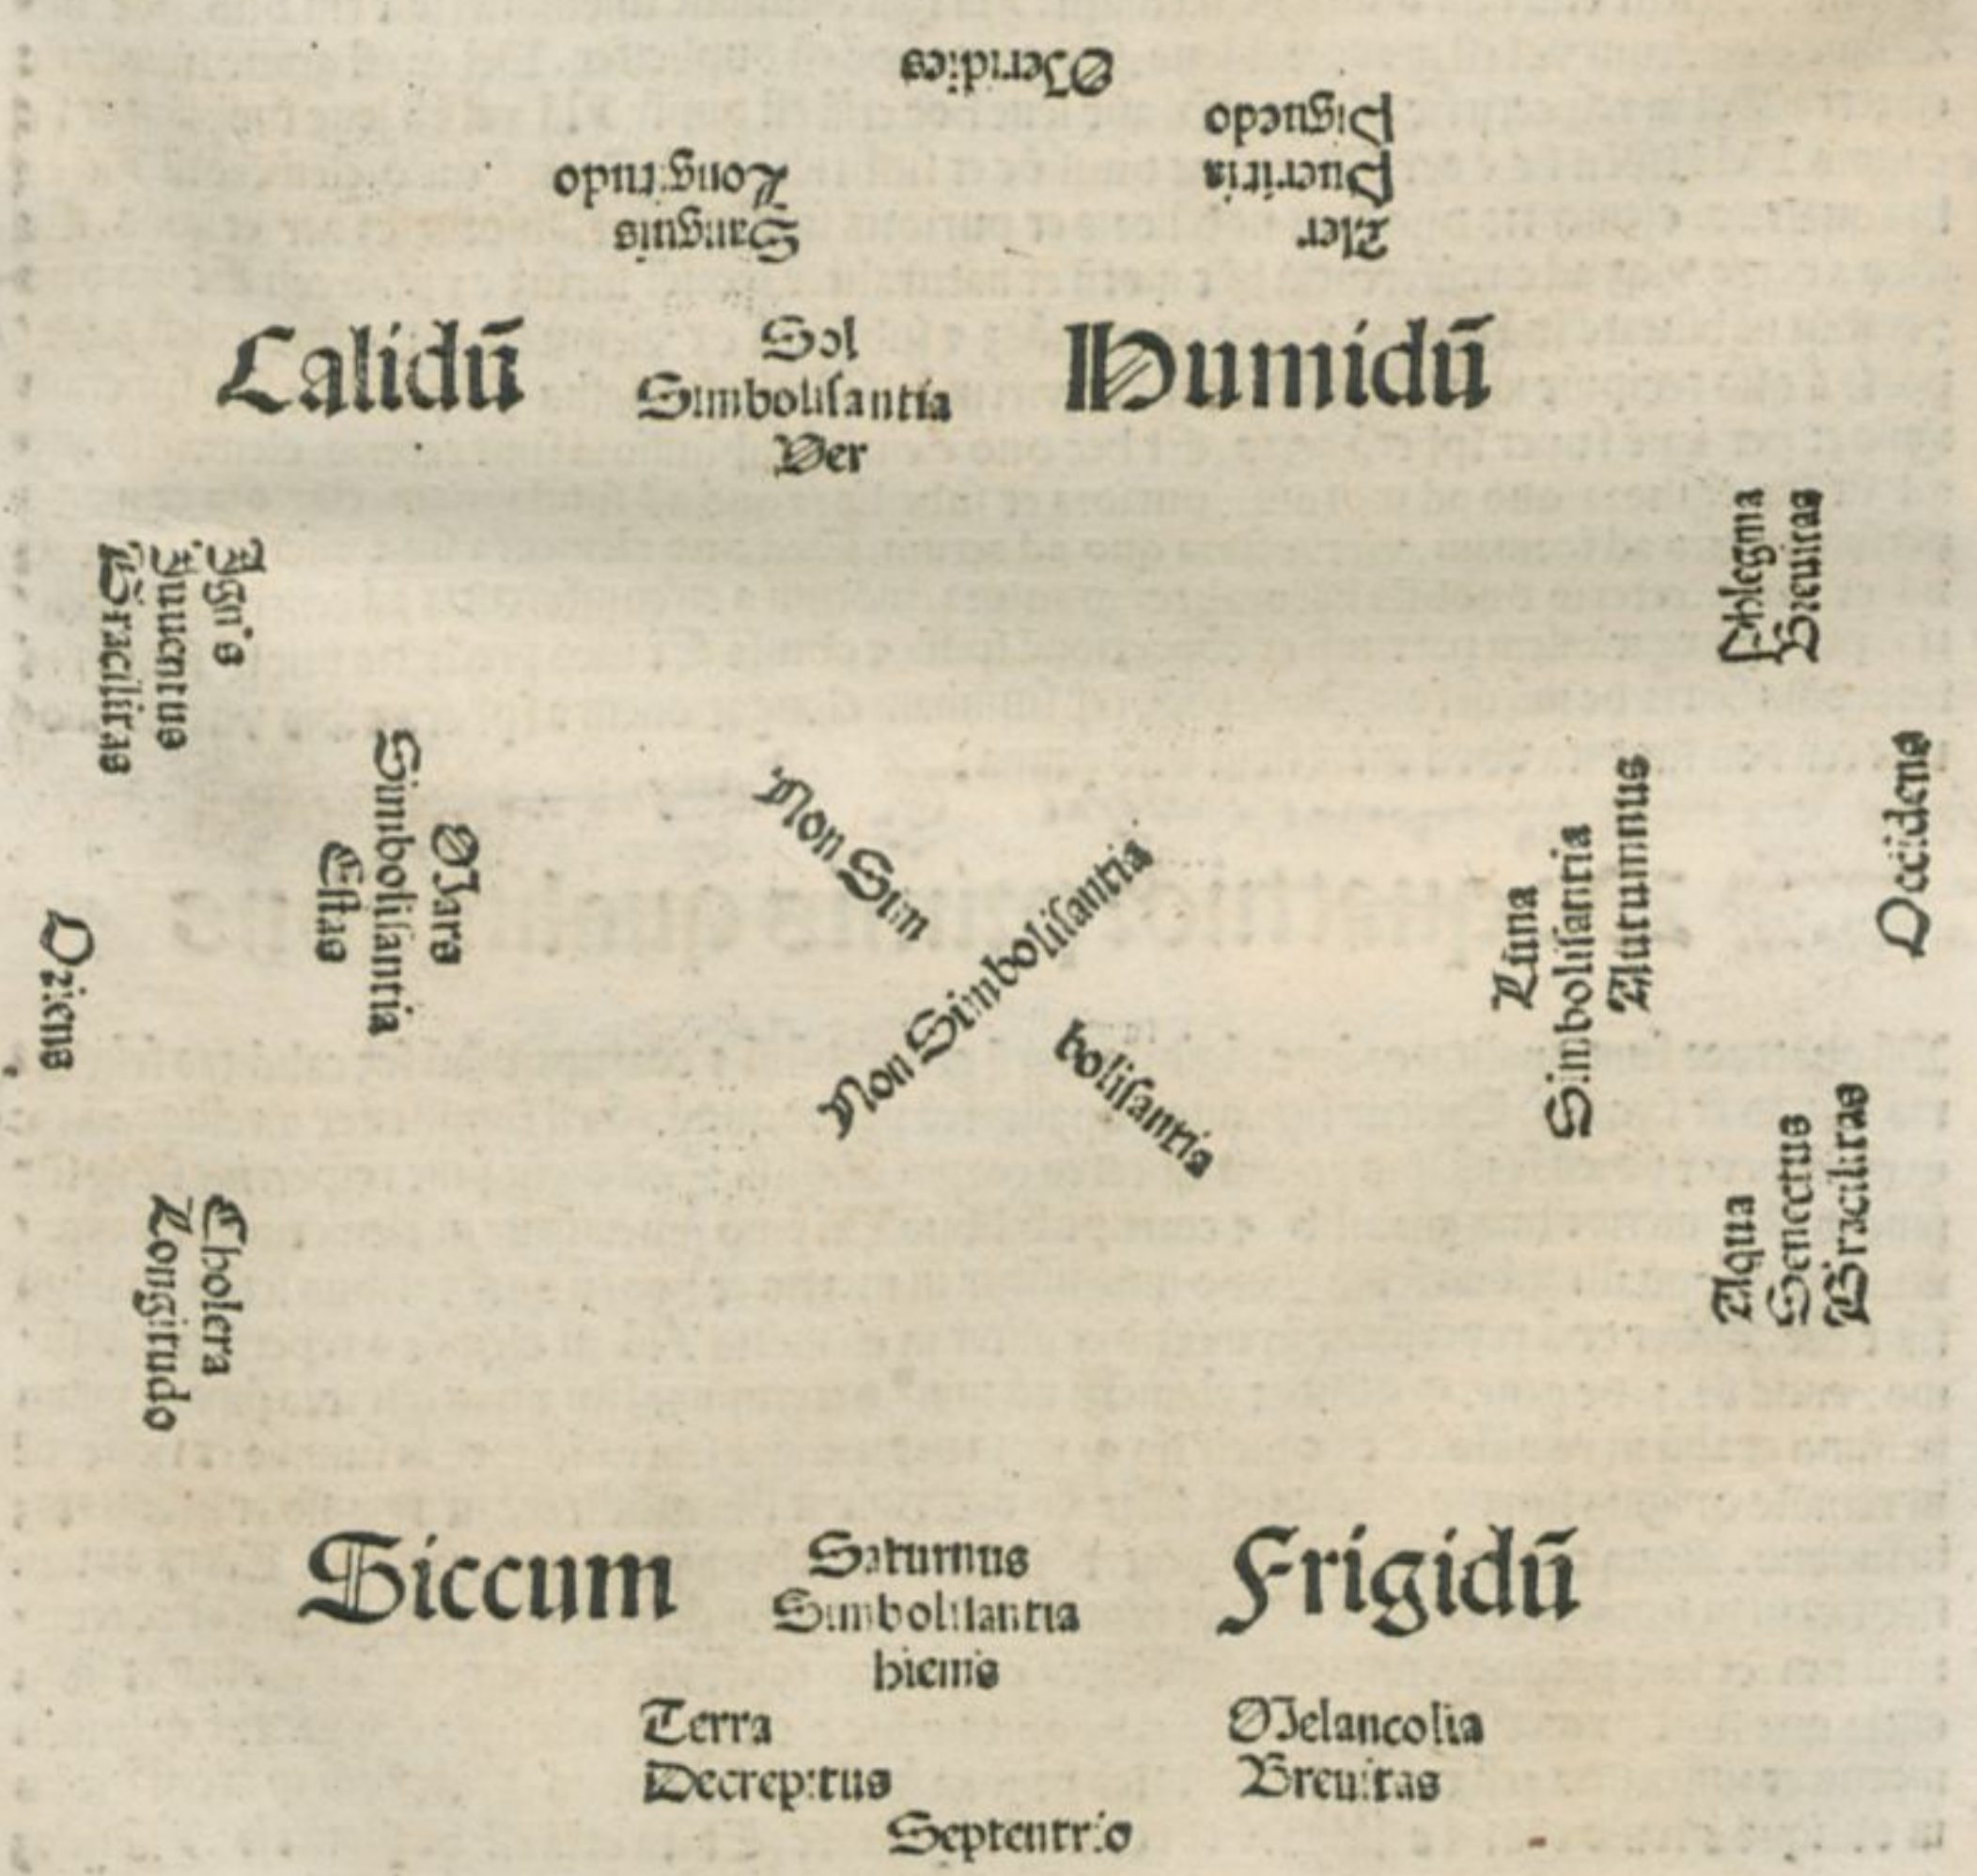 Meridies
Piguedo
Pueritia
Aer
Longitudo
Sanguis
Calidū
Sol
Simbolisantia
Ver
Humidū
Ignis
Iuuentus
Gracilitas
Mars
Simbolisantia
Estas
Oriens
Cholera
Longitudo
Non Sim
bolisantia
Non Simbolisantia
Phlegma
Breuitas
Luna
Simbolisantia
Autumnus
Occidens
Aqua
Senectus
Gracilitas
Siccum
Saturnus
Simbolisantia
hiems
Frigidū
Terra
Decrepitus
Melancolia
Breuitas
Septentrio